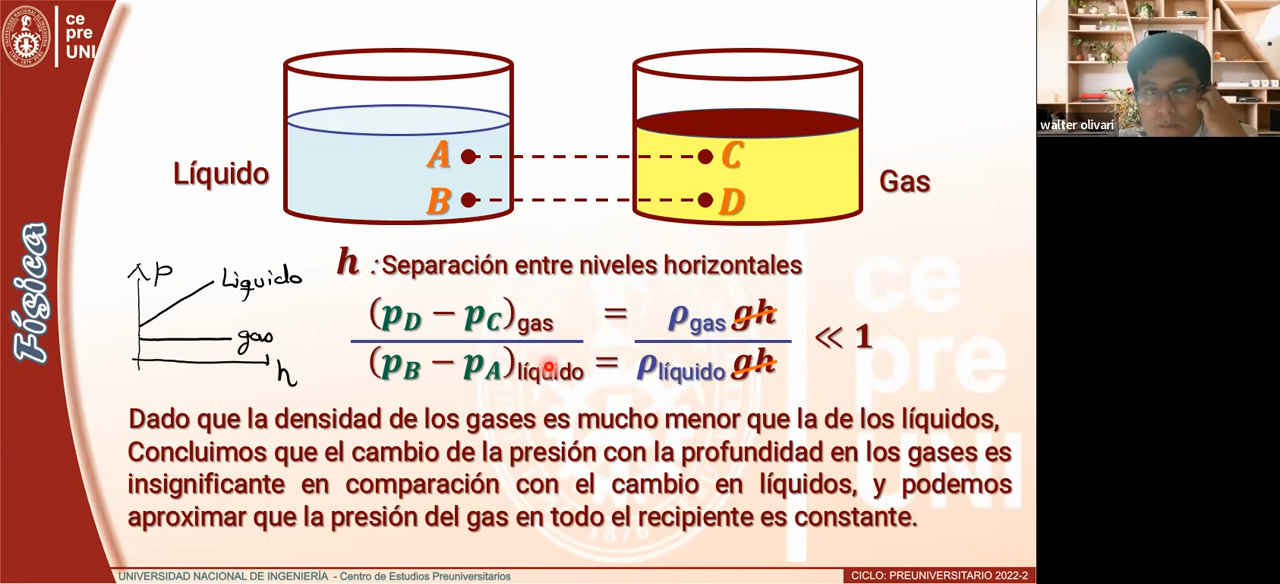 ce
pre
UNI
walter olivari
A
C
Líquido
B
D
Gas
Física
h : Separación entre niveles horizontales
P
Liquido
gas
h
(pD − pC)gas = ρgas gh
(pB − pA)líquido = ρlíquido gh
≪ 1
Dado que la densidad de los gases es mucho menor que la de los líquidos,
Concluimos que el cambio de la presión con la profundidad en los gases es
insignificante en comparación con el cambio en líquidos, y podemos
aproximar que la presión del gas en todo el recipiente es constante.
ce
pre
UNI
1876
UNIVERSIDAD NACIONAL DE INGENIERÍA - Centro de Estudios Preuniversitarios
CICLO: PREUNIVERSITARIO 2022-2